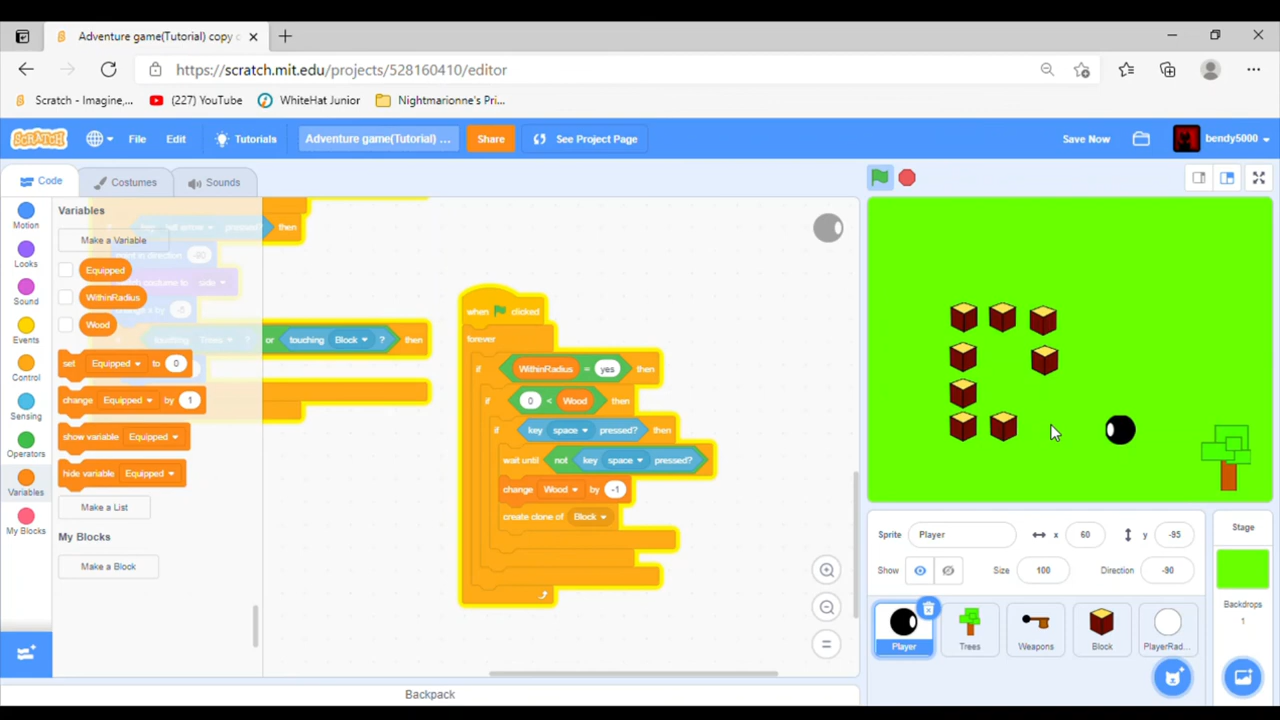 Adventure game(Tutorial) copy
https://scratch.mit.edu/projects/528160410/editor
Scratch - Imagine,... (227) YouTube WhiteHat Junior Nightmarionne's Pri...
SCRATCH File Edit Tutorials Adventure game(Tutorial) ... Share See Project Page Save Now bendy5000
Code Costumes Sounds
Motion
Looks
Sound
Events
Control
Sensing
Operators
Variables
My Blocks
Variables
Make a Variable
Equipped
WithinRadius
Wood
set Equipped to 0
change Equipped by 1
show variable Equipped
hide variable Equipped
Make a List
My Blocks
Make a Block
pressed? then
-90
side
or touching Block ? then
when clicked
forever
if WithinRadius = yes then
if 0 < Wood then
if key space pressed? then
wait until not key space pressed?
change Wood by -1
create clone of Block
Backpack
Sprite Player x 60 y -95
Show Size 100 Direction -90
Player Trees Weapons Block PlayerRad...
Stage
Backdrops
1